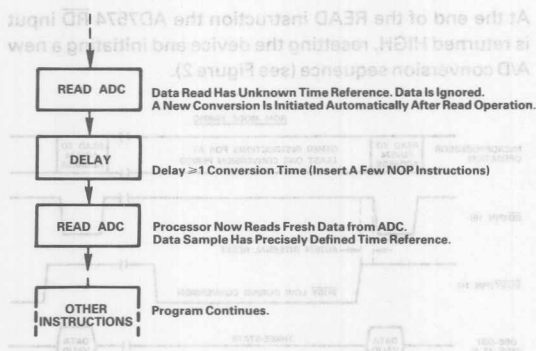 At the end of the READ instruction the AD7574 RD input
is returned HIGH, resetting the device and initiating a new
A/D conversion sequence (see Figure 2).
READ ADC
Data Read Has Unknown Time Reference. Data Is Ignored.
A New Conversion Is Initiated Automatically After Read Operation.
DELAY
Delay ≥1 Conversion Time (Insert A Few NOP Instructions)
READ ADC
Processor Now Reads Fresh Data from ADC.
Data Sample Has Precisely Defined Time Reference.
OTHER
INSTRUCTIONS
Program Continues.